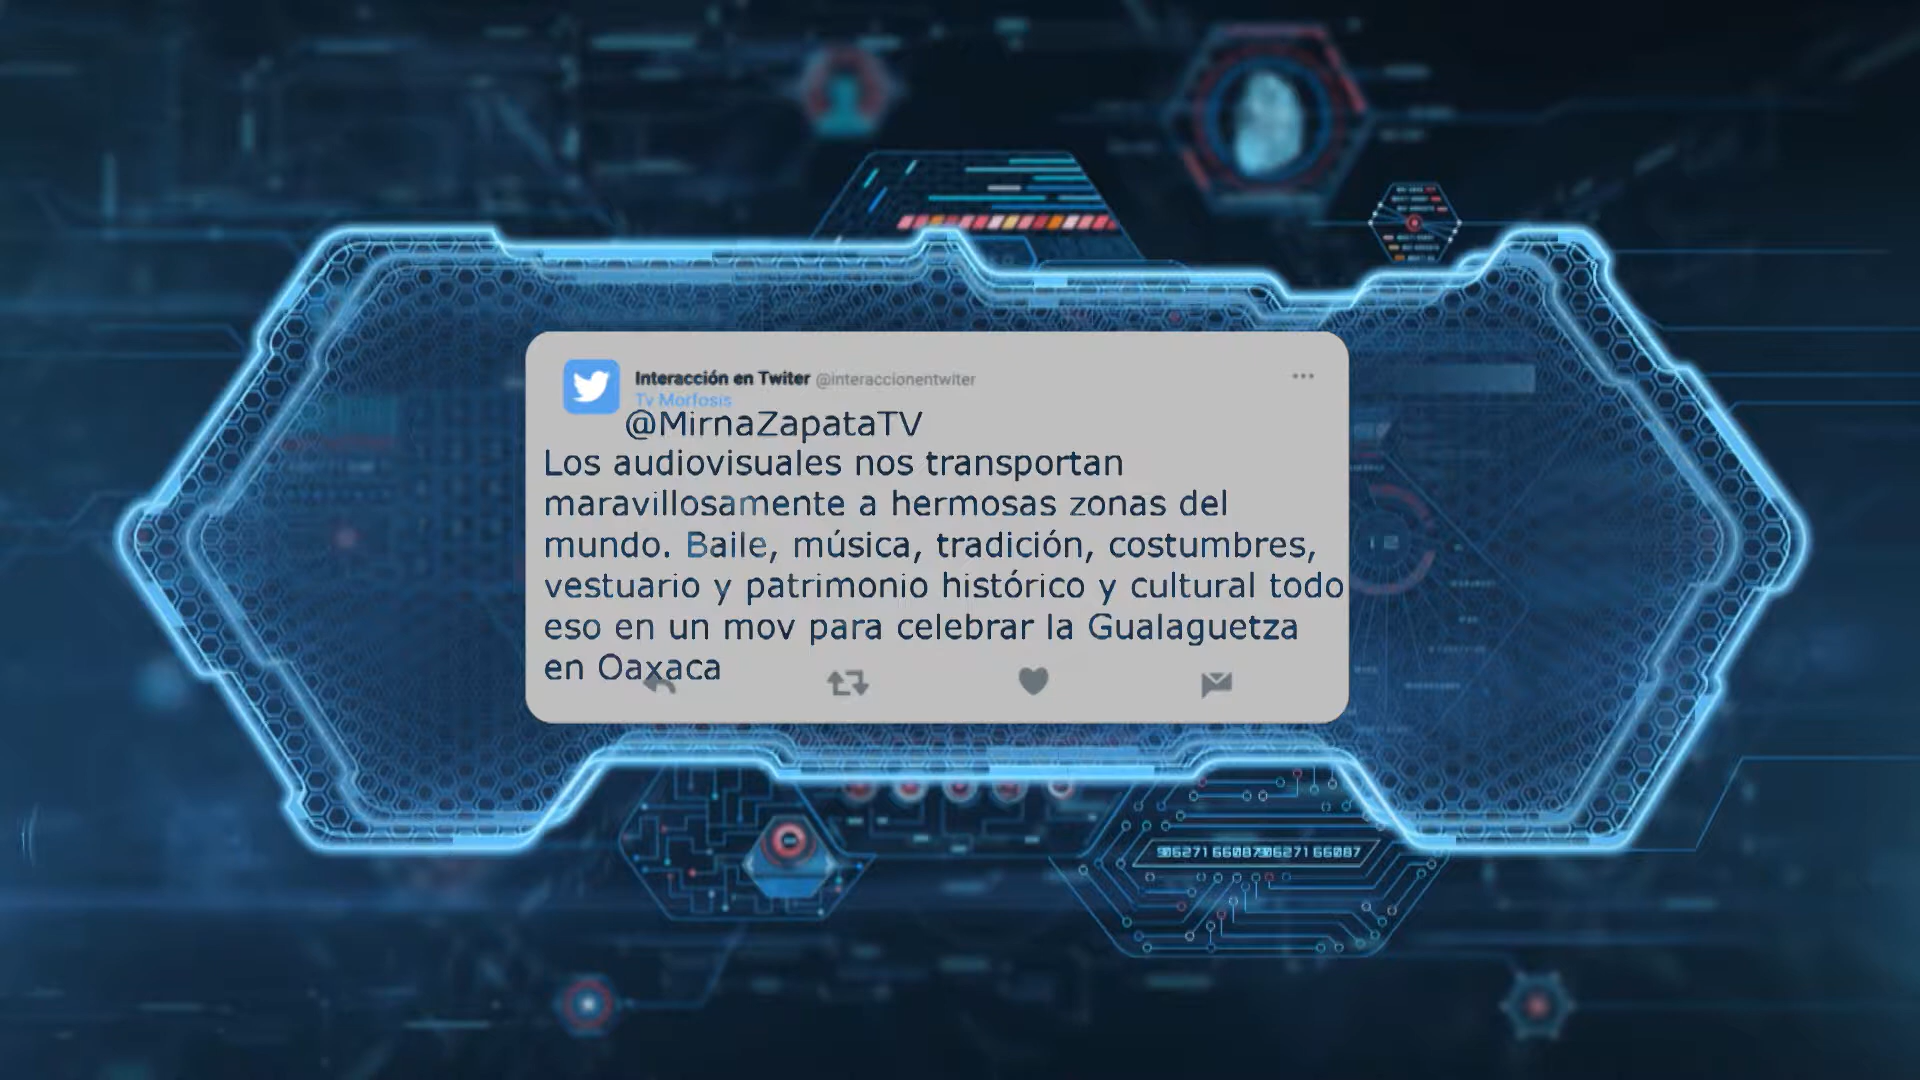 Interacción en Twiter @interaccionentwiter
Tv Morfosis
@MirnaZapataTV
Los audiovisuales nos transportan
maravillosamente a hermosas zonas del
mundo. Baile, música, tradición, costumbres,
vestuario y patrimonio histórico y cultural todo
eso en un mov para celebrar la Gualaguetza
en Oaxaca